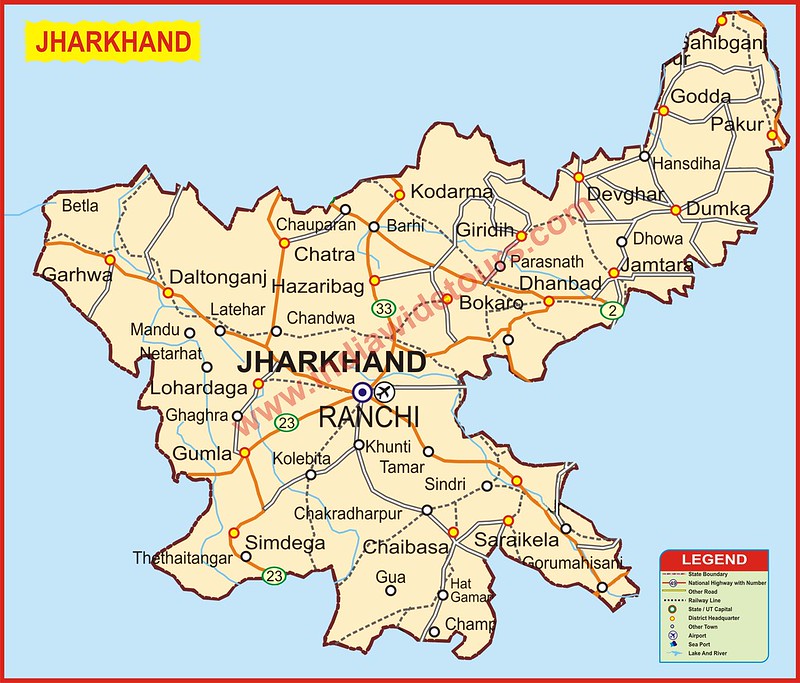 JHARKHAND
Sahibganj
ur
Godda
Pakur
Hansdiha
Betla
Kodarma
Devghar
Dumka
Chauparan
Barhi
Giridih
Dhowa
Garhwa
Chatra
Parasnath
Jamtara
Daltonganj
Hazaribag
Dhanbad
Bokaro
Latehar
33
2
Mandu
Chandwa
Netarhat
JHARKHAND
Lohardaga
www.indiawidetours.com
Ghaghra
RANCHI
23
Gumla
Kolebita
Khunti
Tamar
Sindri
Chakradharpur
Simdega
Chaibasa
Saraikela
Thethaitangar
Gorumahisani
23
Gua
Hat
Gamar
Champ
LEGEND
State Boundary
National Highway with Number
Other Road
Railway Line
State / UT Capital
District Headquarter
Other Town
Airport
Sea Port
Lake And River